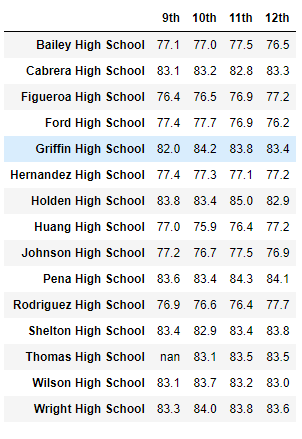 9th 10th 11th 12th
Bailey High School 77.1 77.0 77.5 76.5
Cabrera High School 83.1 83.2 82.8 83.3
Figueroa High School 76.4 76.5 76.9 77.2
Ford High School 77.4 77.7 76.9 76.2
Griffin High School 82.0 84.2 83.8 83.4
Hernandez High School 77.4 77.3 77.1 77.2
Holden High School 83.8 83.4 85.0 82.9
Huang High School 77.0 75.9 76.4 77.2
Johnson High School 77.2 76.7 77.5 76.9
Pena High School 83.6 83.4 84.3 84.1
Rodriguez High School 76.9 76.6 76.4 77.7
Shelton High School 83.4 82.9 83.4 83.8
Thomas High School nan 83.1 83.5 83.5
Wilson High School 83.1 83.7 83.2 83.0
Wright High School 83.3 84.0 83.8 83.6